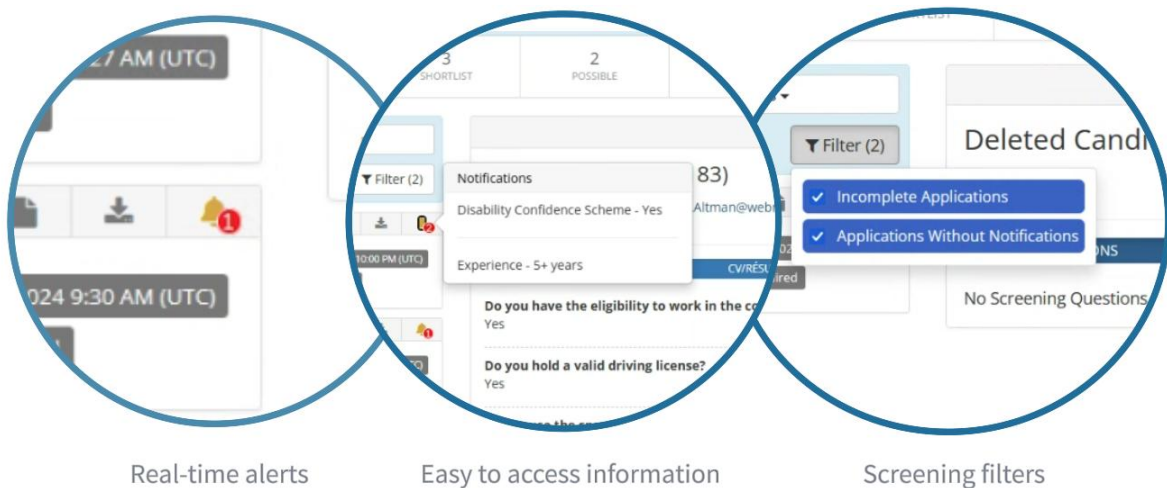 27 AM (UTC)
1
024 9:30 AM (UTC)
3
SHORTLIST
2
POSSIBLE
Filter (2)
Notifications
Disability Confidence Scheme - Yes
Experience - 5+ years
83)
Altman@web
2
10:00 PM (UTC)
CV/RÉSU
Do you have the eligibility to work in the co
Yes
1
Do you hold a valid driving license?
Yes
Filter (2)
Deleted Candi
Incomplete Applications
Applications Without Notifications
ONS
No Screening Questions
Real-time alerts
Easy to access information
Screening filters